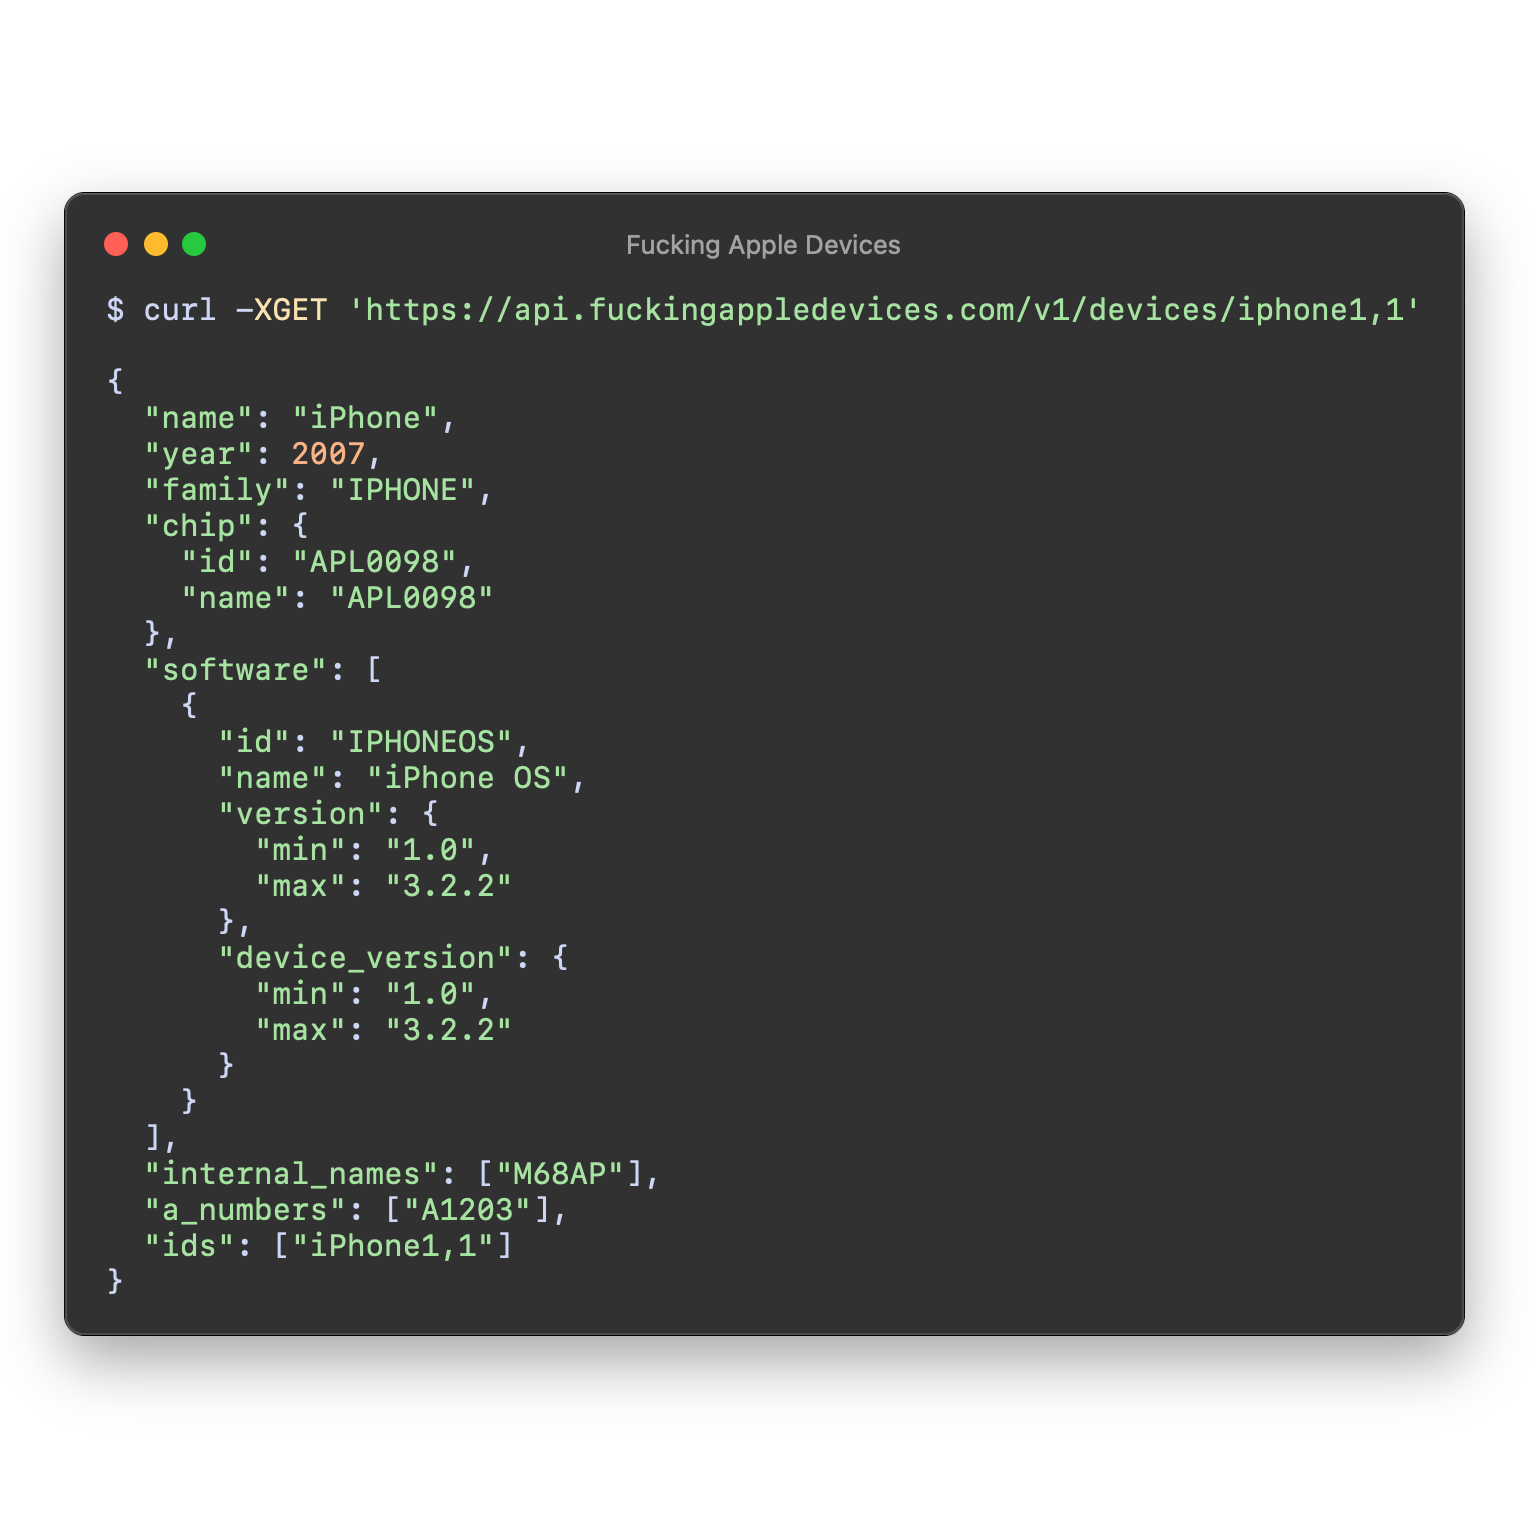 Fucking Apple Devices
$ curl -XGET 'https://api.fuckingappledevices.com/v1/devices/iphone1,1'
{
  "name": "iPhone",
  "year": 2007,
  "family": "IPHONE",
  "chip": {
    "id": "APL0098",
    "name": "APL0098"
  },
  "software": [
    {
      "id": "IPHONEOS",
      "name": "iPhone OS",
      "version": {
        "min": "1.0",
        "max": "3.2.2"
      },
      "device_version": {
        "min": "1.0",
        "max": "3.2.2"
      }
    }
  ],
  "internal_names": ["M68AP"],
  "a_numbers": ["A1203"],
  "ids": ["iPhone1,1"]
}